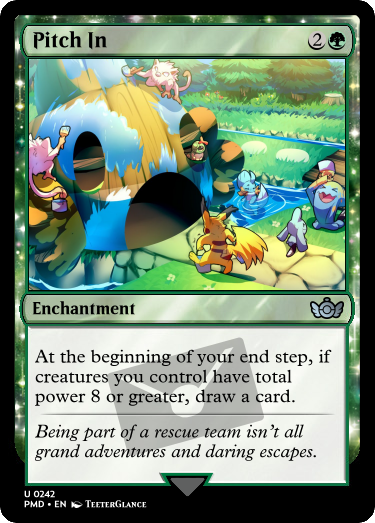 Pitch In 2
Enchantment
At the beginning of your end step, if
creatures you control have total
power 8 or greater, draw a card.
Being part of a rescue team isn't all
grand adventures and daring escapes.
U 0242
PMD • EN TEETERGLANCE